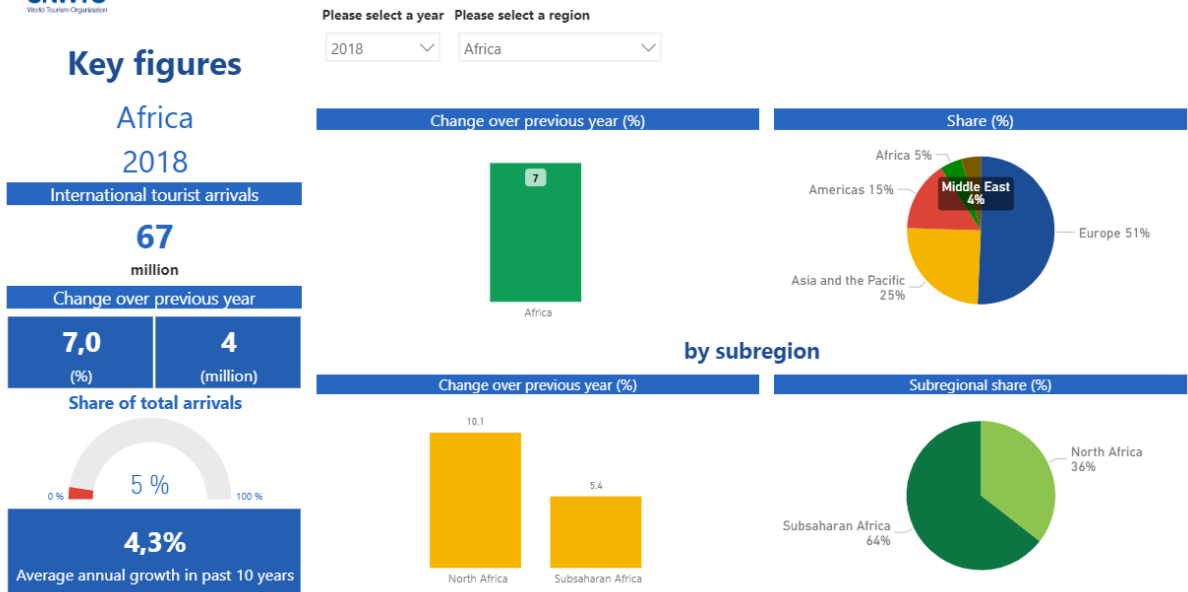 World Tourism Organization
Please select a year
Please select a region
2018
Africa
Key figures
Africa
2018
International tourist arrivals
67
million
Change over previous year
7,0
(%)
4
(million)
Share of total arrivals
0 %
5 %
100 %
4,3%
Average annual growth in past 10 years
Change over previous year (%)
7
Africa
Share (%)
Africa 5%
Middle East
4%
Americas 15%
Europe 51%
Asia and the Pacific
25%
by subregion
Change over previous year (%)
10,1
5,4
North Africa
Subsaharan Africa
Subregional share (%)
North Africa
36%
Subsaharan Africa
64%